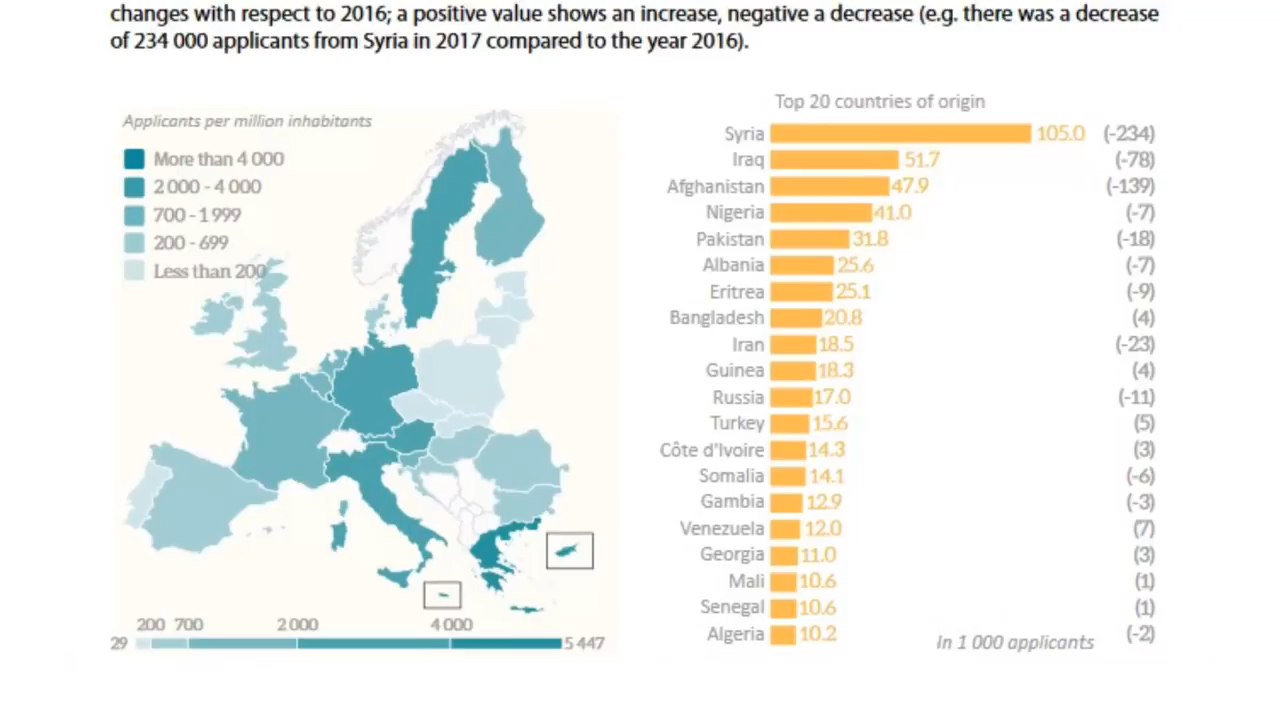 changes with respect to 2016; a positive value shows an increase, negative a decrease (e.g. there was a decrease
of 234 000 applicants from Syria in 2017 compared to the year 2016).
Applicants per million inhabitants
More than 4 000
2 000 - 4 000
700 - 1 999
200 - 699
Less than 200
200 700 2 000 4 000
29 5 447
Top 20 countries of origin
Syria 105.0 (-234)
Iraq 51.7 (-78)
Afghanistan 47.9 (-139)
Nigeria 41.0 (-7)
Pakistan 31.8 (-18)
Albania 25.6 (-7)
Eritrea 25.1 (-9)
Bangladesh 20.8 (4)
Iran 18.5 (-23)
Guinea 18.3 (4)
Russia 17.0 (-11)
Turkey 15.6 (5)
Côte d'Ivoire 14.3 (3)
Somalia 14.1 (-6)
Gambia 12.9 (-3)
Venezuela 12.0 (7)
Georgia 11.0 (3)
Mali 10.6 (1)
Senegal 10.6 (1)
Algeria 10.2 (-2)
In 1 000 applicants